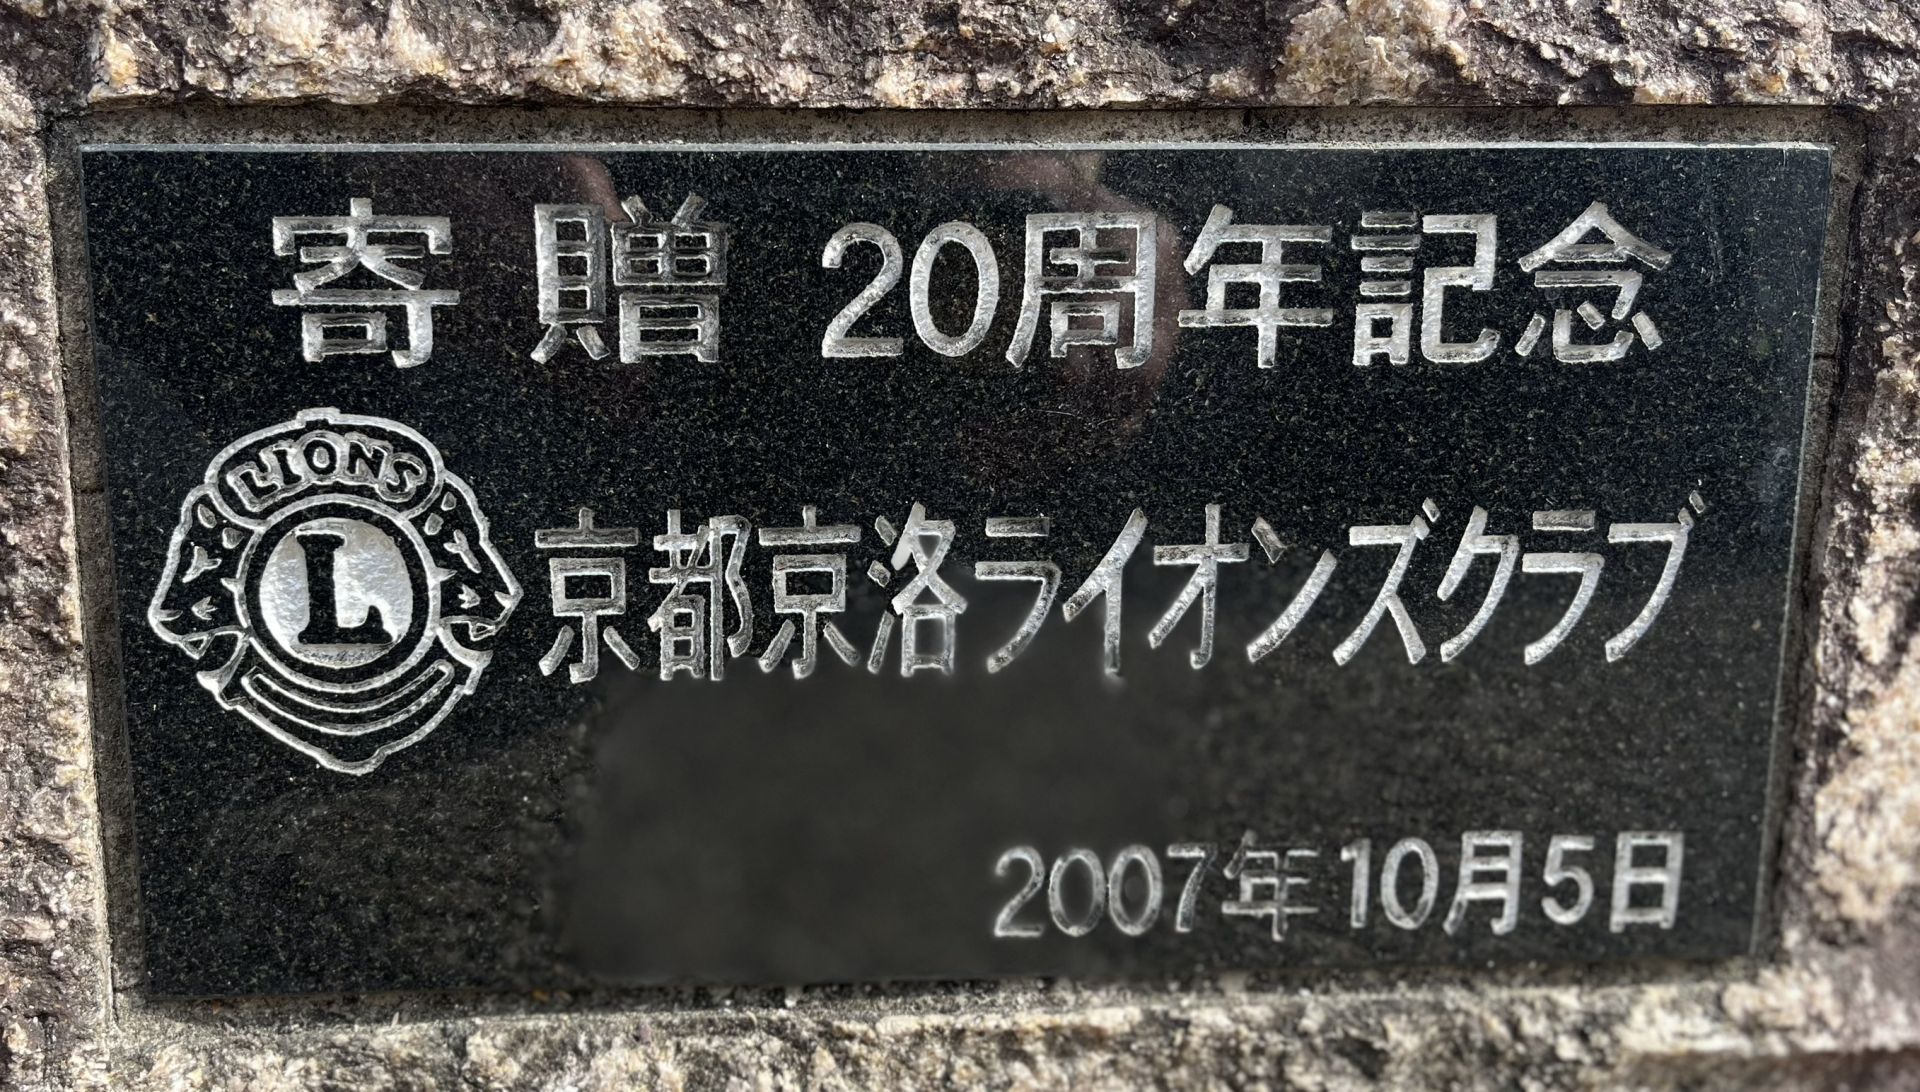 寄贈 20周年記念
LIONS
L
京都京洛ライオンズクラブ
2007年10月5日